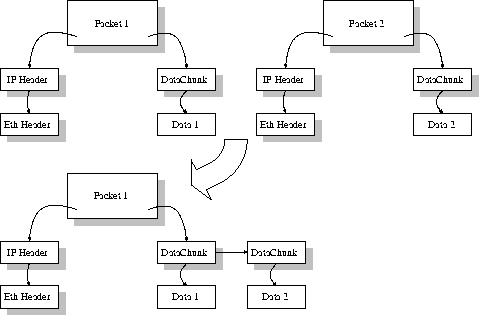 Packet 1 Packet 2
IP Header DataChunk IP Header DataChunk
Eth Header Data 1 Eth Header Data 2
Packet 1
IP Header DataChunk DataChunk
Eth Header Data 1 Data 2